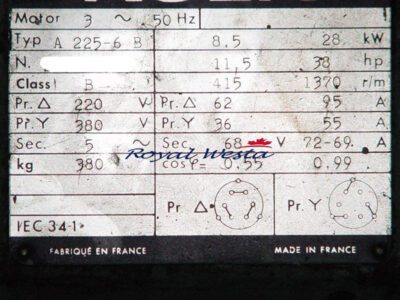 Motor 3 ~ 50 Hz
Typ A 225-6 B 8.5 28 kW
N. 11,5 38 hp
Class B 415 1370 r/m
Pr. Δ 220 V Pr. Δ 62 95 A
Pr. Y 380 V Pr. Y 36 55 A
Sec. 5 ~ Sec. 68 V 72-69 A
Royal Westa
kg 380 cosφ= 0.55 0.99
Pr. Δ Pr. Y
IEC 34-1
FABRIQUÉ EN FRANCE MADE IN FRANCE